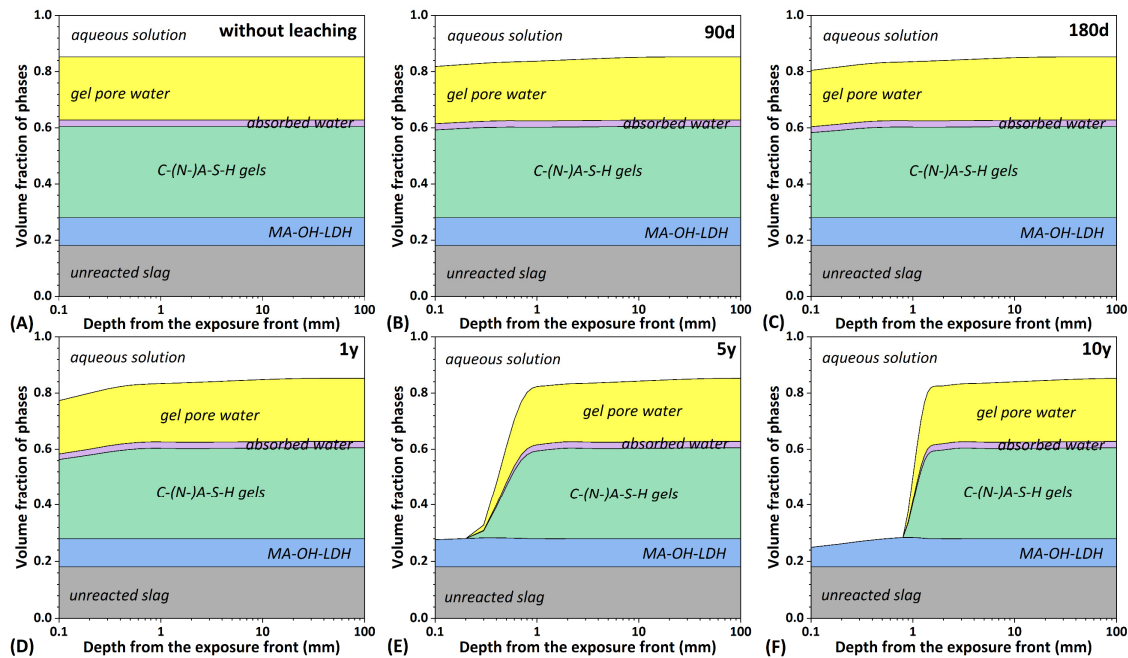 1.0
0.8
0.6
0.4
0.2
0.0
Volume fraction of phases
aqueous solution
without leaching
gel pore water
absorbed water
C-(N-)A-S-H gels
MA-OH-LDH
unreacted slag
0.1 1 10 100
(A) Depth from the exposure front (mm)
1.0
0.8
0.6
0.4
0.2
0.0
Volume fraction of phases
aqueous solution
90d
gel pore water
absorbed water
C-(N-)A-S-H gels
MA-OH-LDH
unreacted slag
0.1 1 10 100
(B) Depth from the exposure front (mm)
1.0
0.8
0.6
0.4
0.2
0.0
Volume fraction of phases
aqueous solution
180d
gel pore water
absorbed water
C-(N-)A-S-H gels
MA-OH-LDH
unreacted slag
0.1 1 10 100
(C) Depth from the exposure front (mm)
1.0
0.8
0.6
0.4
0.2
0.0
Volume fraction of phases
aqueous solution
1y
gel pore water
absorbed water
C-(N-)A-S-H gels
MA-OH-LDH
unreacted slag
0.1 1 10 100
(D) Depth from the exposure front (mm)
1.0
0.8
0.6
0.4
0.2
0.0
Volume fraction of phases
aqueous solution
5y
gel pore water
absorbed water
C-(N-)A-S-H gels
MA-OH-LDH
unreacted slag
0.1 1 10 100
(E) Depth from the exposure front (mm)
1.0
0.8
0.6
0.4
0.2
0.0
Volume fraction of phases
aqueous solution
10y
gel pore water
absorbed water
C-(N-)A-S-H gels
MA-OH-LDH
unreacted slag
0.1 1 10 100
(F) Depth from the exposure front (mm)